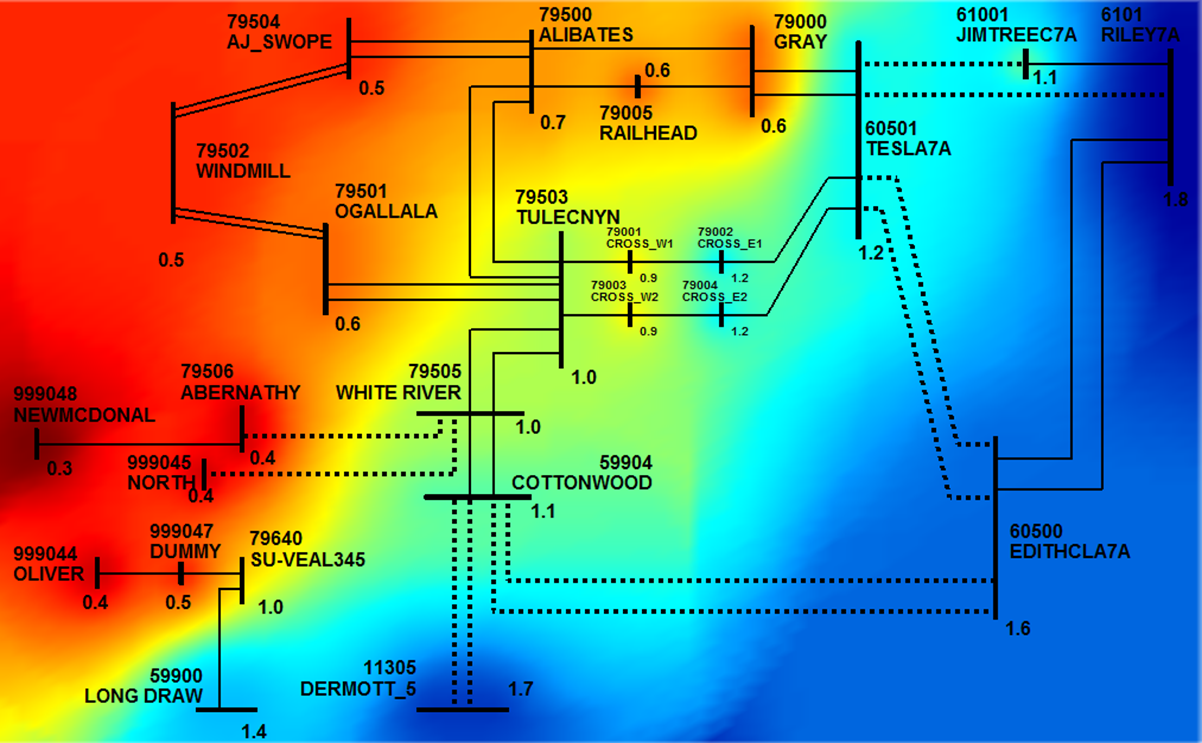 79504
AJ_SWOPE
0.5
79500
ALIBATES
0.7
0.6
79005
RAILHEAD
79000
GRAY
0.6
61001
JIMTREEC7A
1.1
6101
RILEY7A
1.8
60501
TESLA7A
1.2
79502
WINDMILL
0.5
79501
OGALLALA
0.6
79503
TULECNYN
1.0
79001
CROSS_W1
0.9
79002
CROSS_E1
1.2
79003
CROSS_W2
0.9
79004
CROSS_E2
1.2
79505
WHITE RIVER
1.0
79506
ABERNATHY
0.4
999048
NEWMCDONAL
0.3
999045
NORTH
0.4
59904
COTTONWOOD
1.1
999044
OLIVER
0.4
999047
DUMMY
0.5
79640
SU-VEAL345
1.0
60500
EDITHCLA7A
1.6
59900
LONG DRAW
1.4
11305
DERMOTT_5
1.7